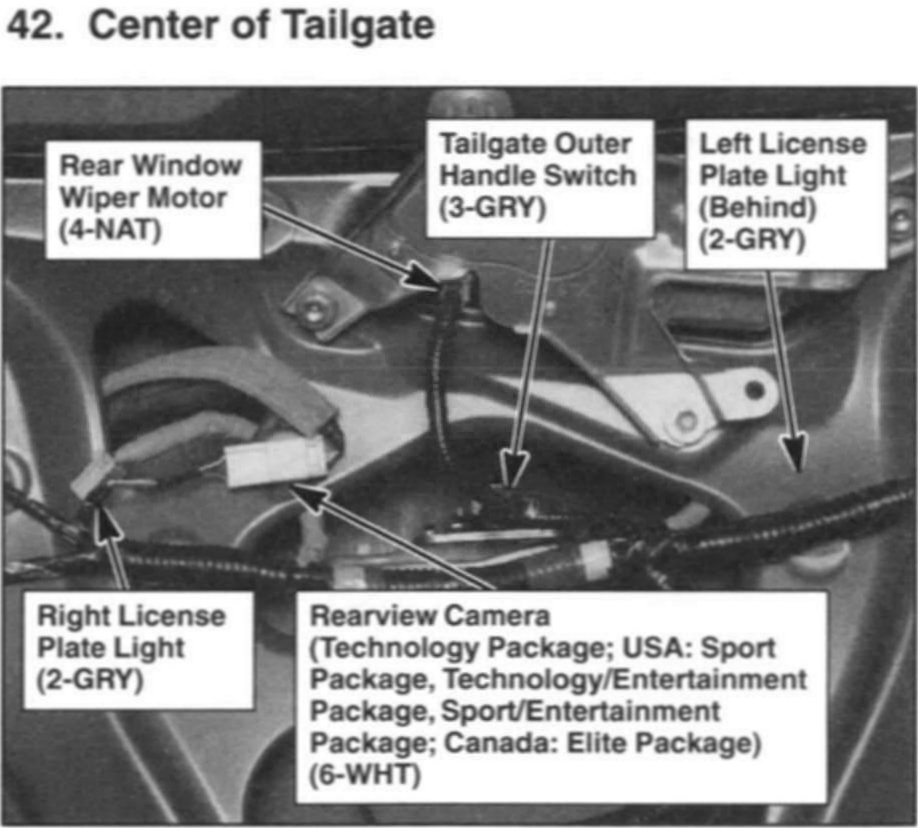 42. Center of Tailgate
Rear Window
Wiper Motor
(4-NAT)
Tailgate Outer
Handle Switch
(3-GRY)
Left License
Plate Light
(Behind)
(2-GRY)
Right License
Plate Light
(2-GRY)
Rearview Camera
(Technology Package; USA: Sport
Package, Technology/Entertainment
Package, Sport/Entertainment
Package; Canada: Elite Package)
(6-WHT)